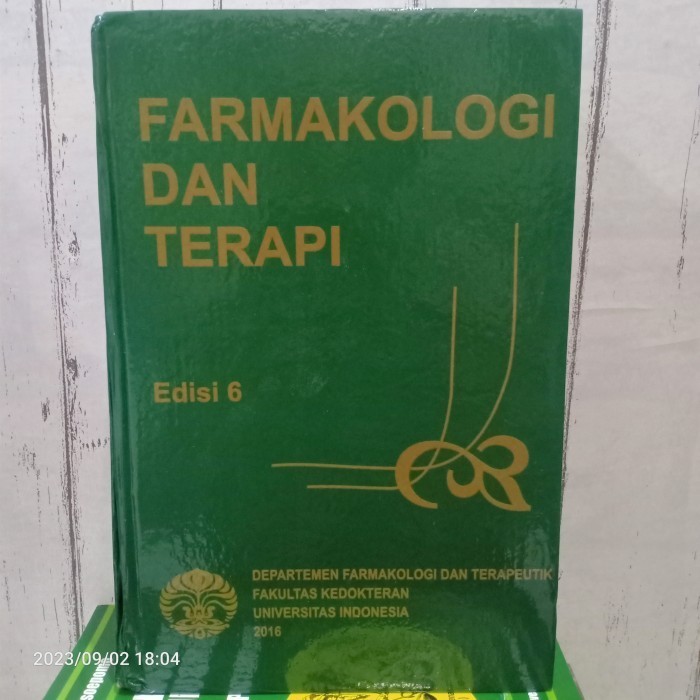 FARMAKOLOGI
DAN
TERAPI
Edisi 6
DEPARTEMEN FARMAKOLOGI DAN TERAPEUTIK
FAKULTAS KEDOKTERAN
UNIVERSITAS INDONESIA
2016
2023/09/02 18:04